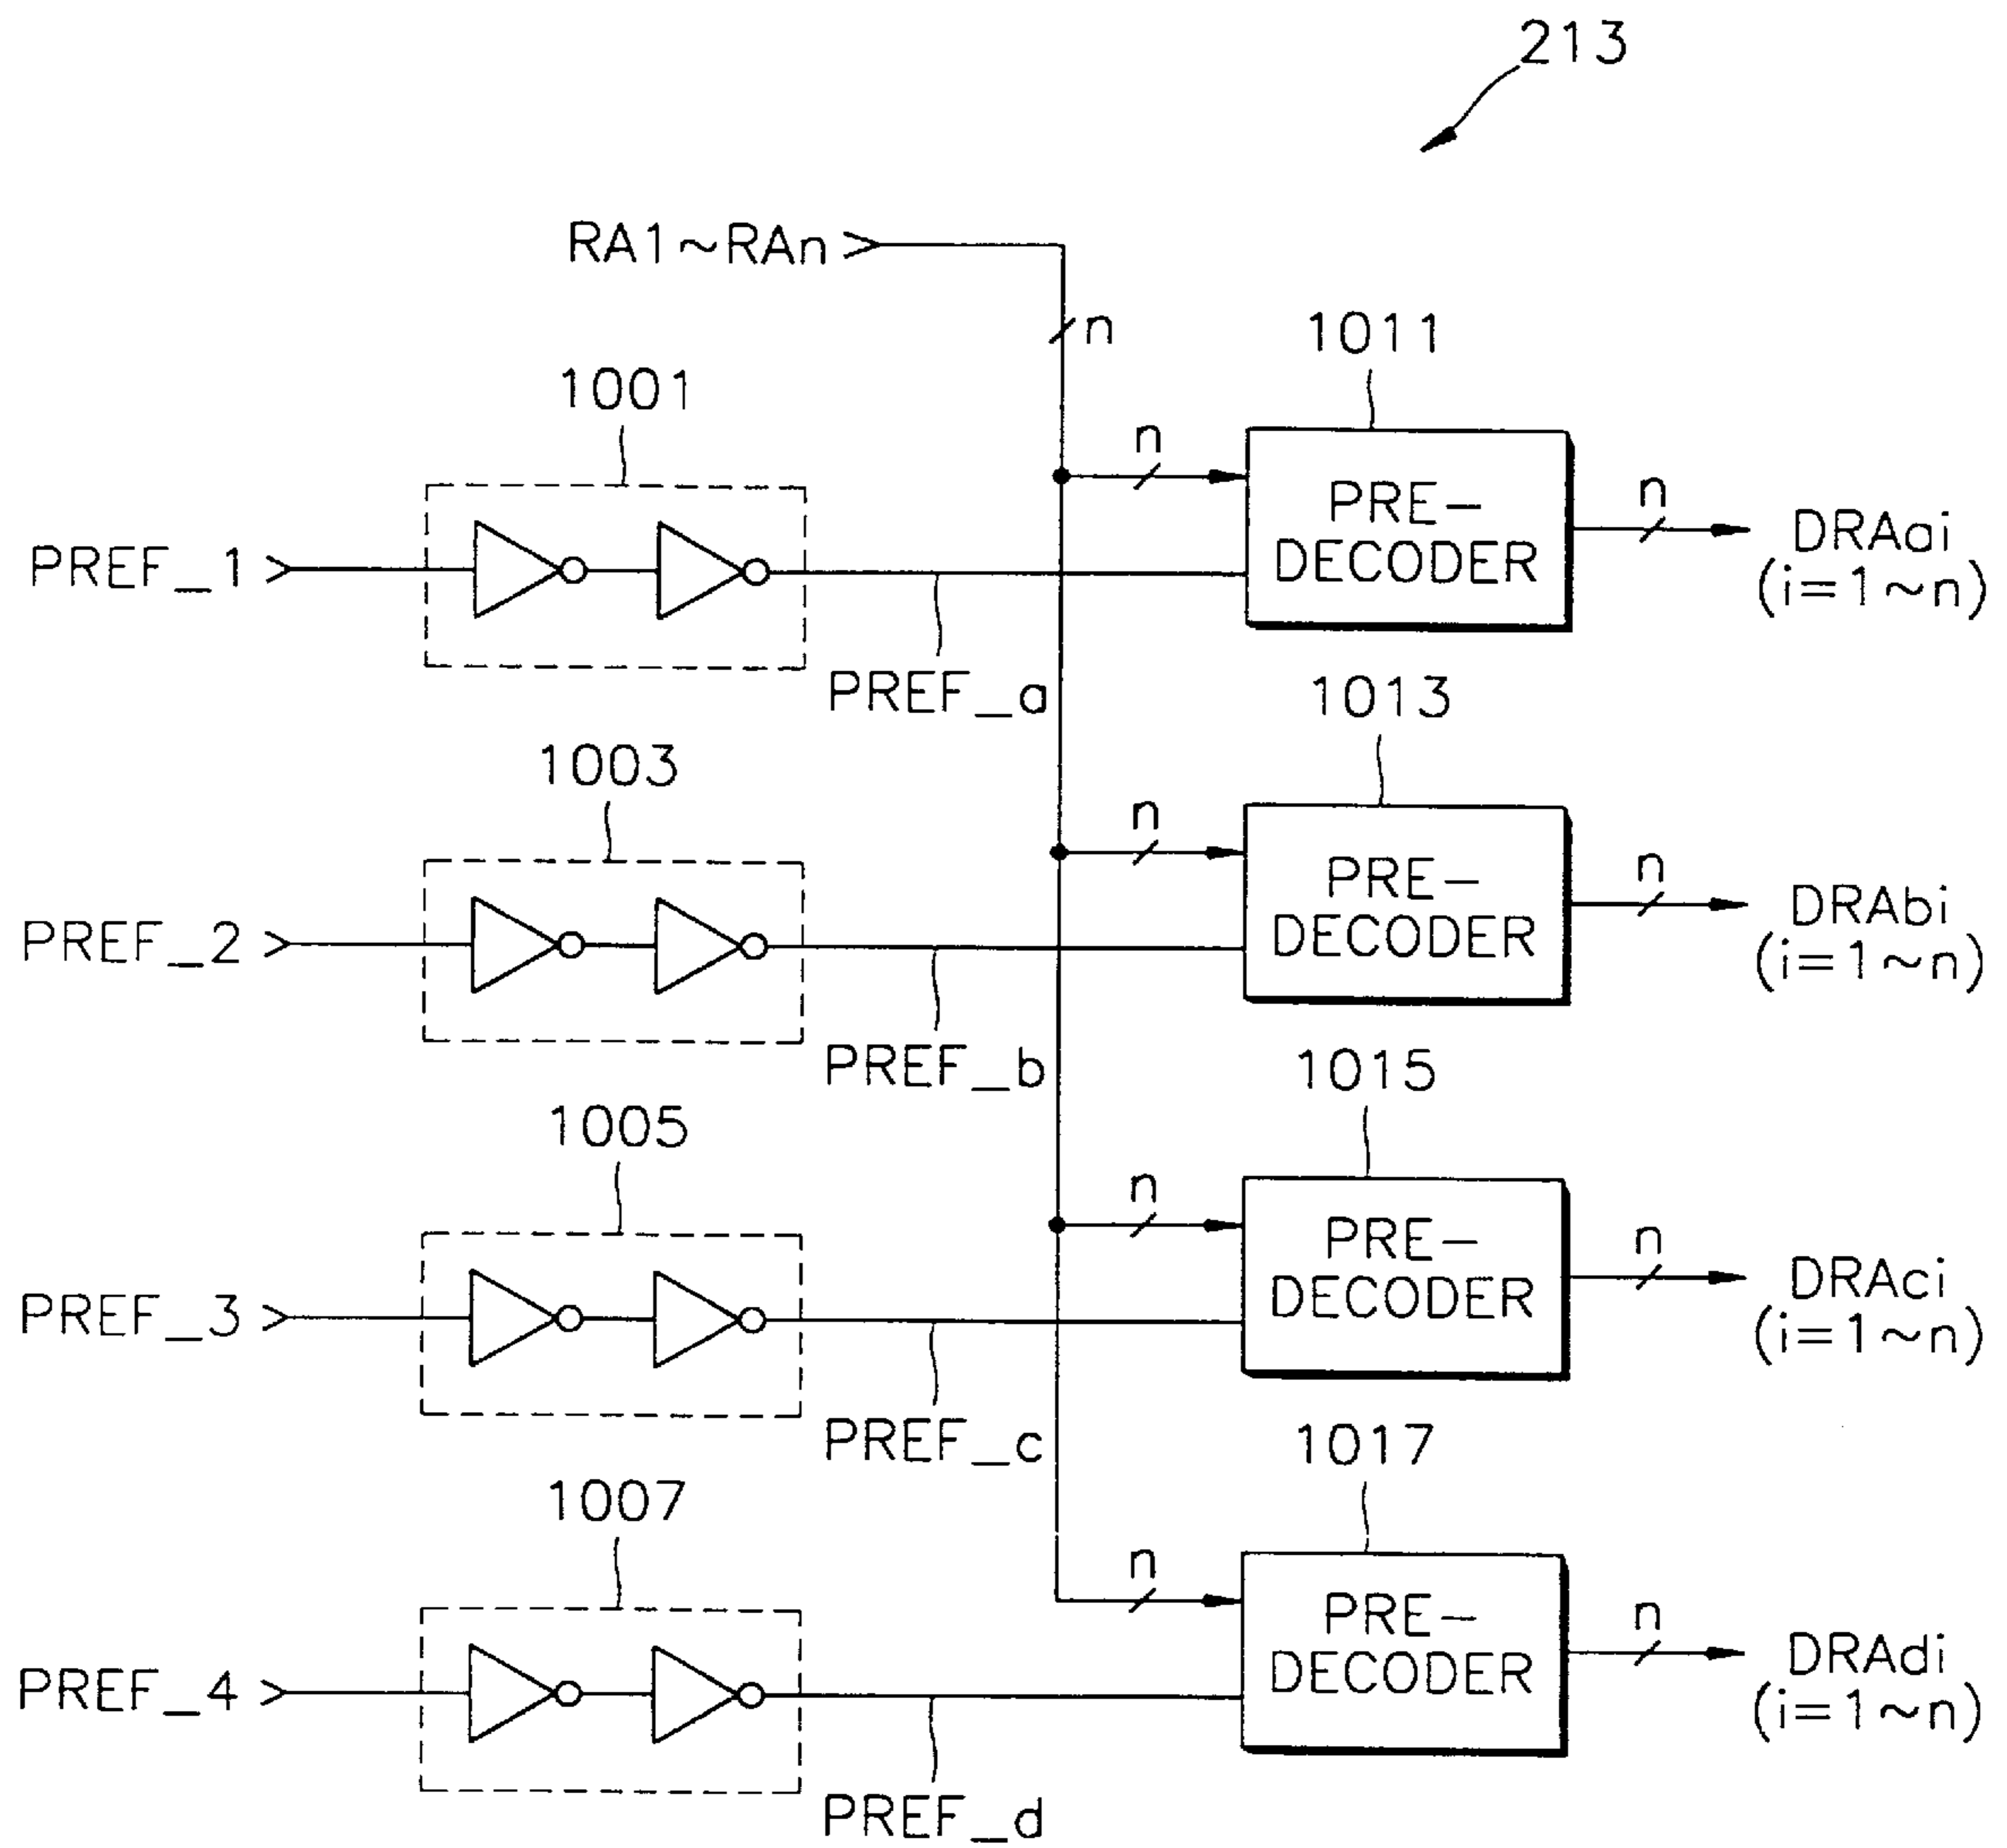 213
RA1~RAn
n
1011
1001
n
PRE-
DECODER
n
DRAai
(i=1~n)
PREF_1
PREF_a
1013
1003
n
PRE-
DECODER
n
DRAbi
(i=1~n)
PREF_2
PREF_b
1015
1005
n
PRE-
DECODER
n
DRAci
(i=1~n)
PREF_3
PREF_c
1017
1007
n
PRE-
DECODER
n
DRAdi
(i=1~n)
PREF_4
PREF_d